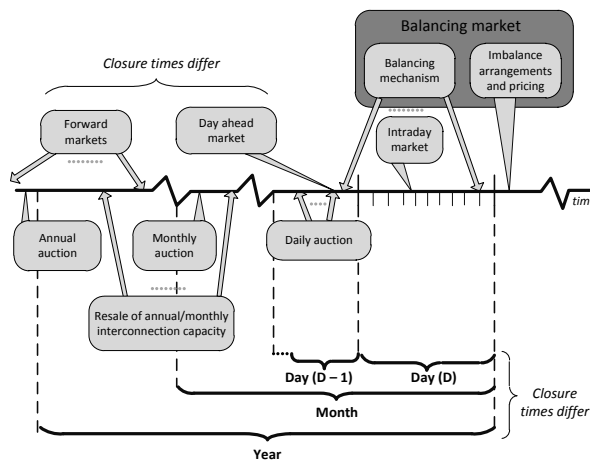 Balancing market
Closure times differ
Balancing
mechanism
Imbalance
arrangements
and pricing
Forward
markets
Day ahead
market
Intraday
market
time
Annual
auction
Monthly
auction
Daily auction
Resale of annual/monthly
interconnection capacity
Day (D – 1)
Day (D)
Month
Year
Closure
times differ